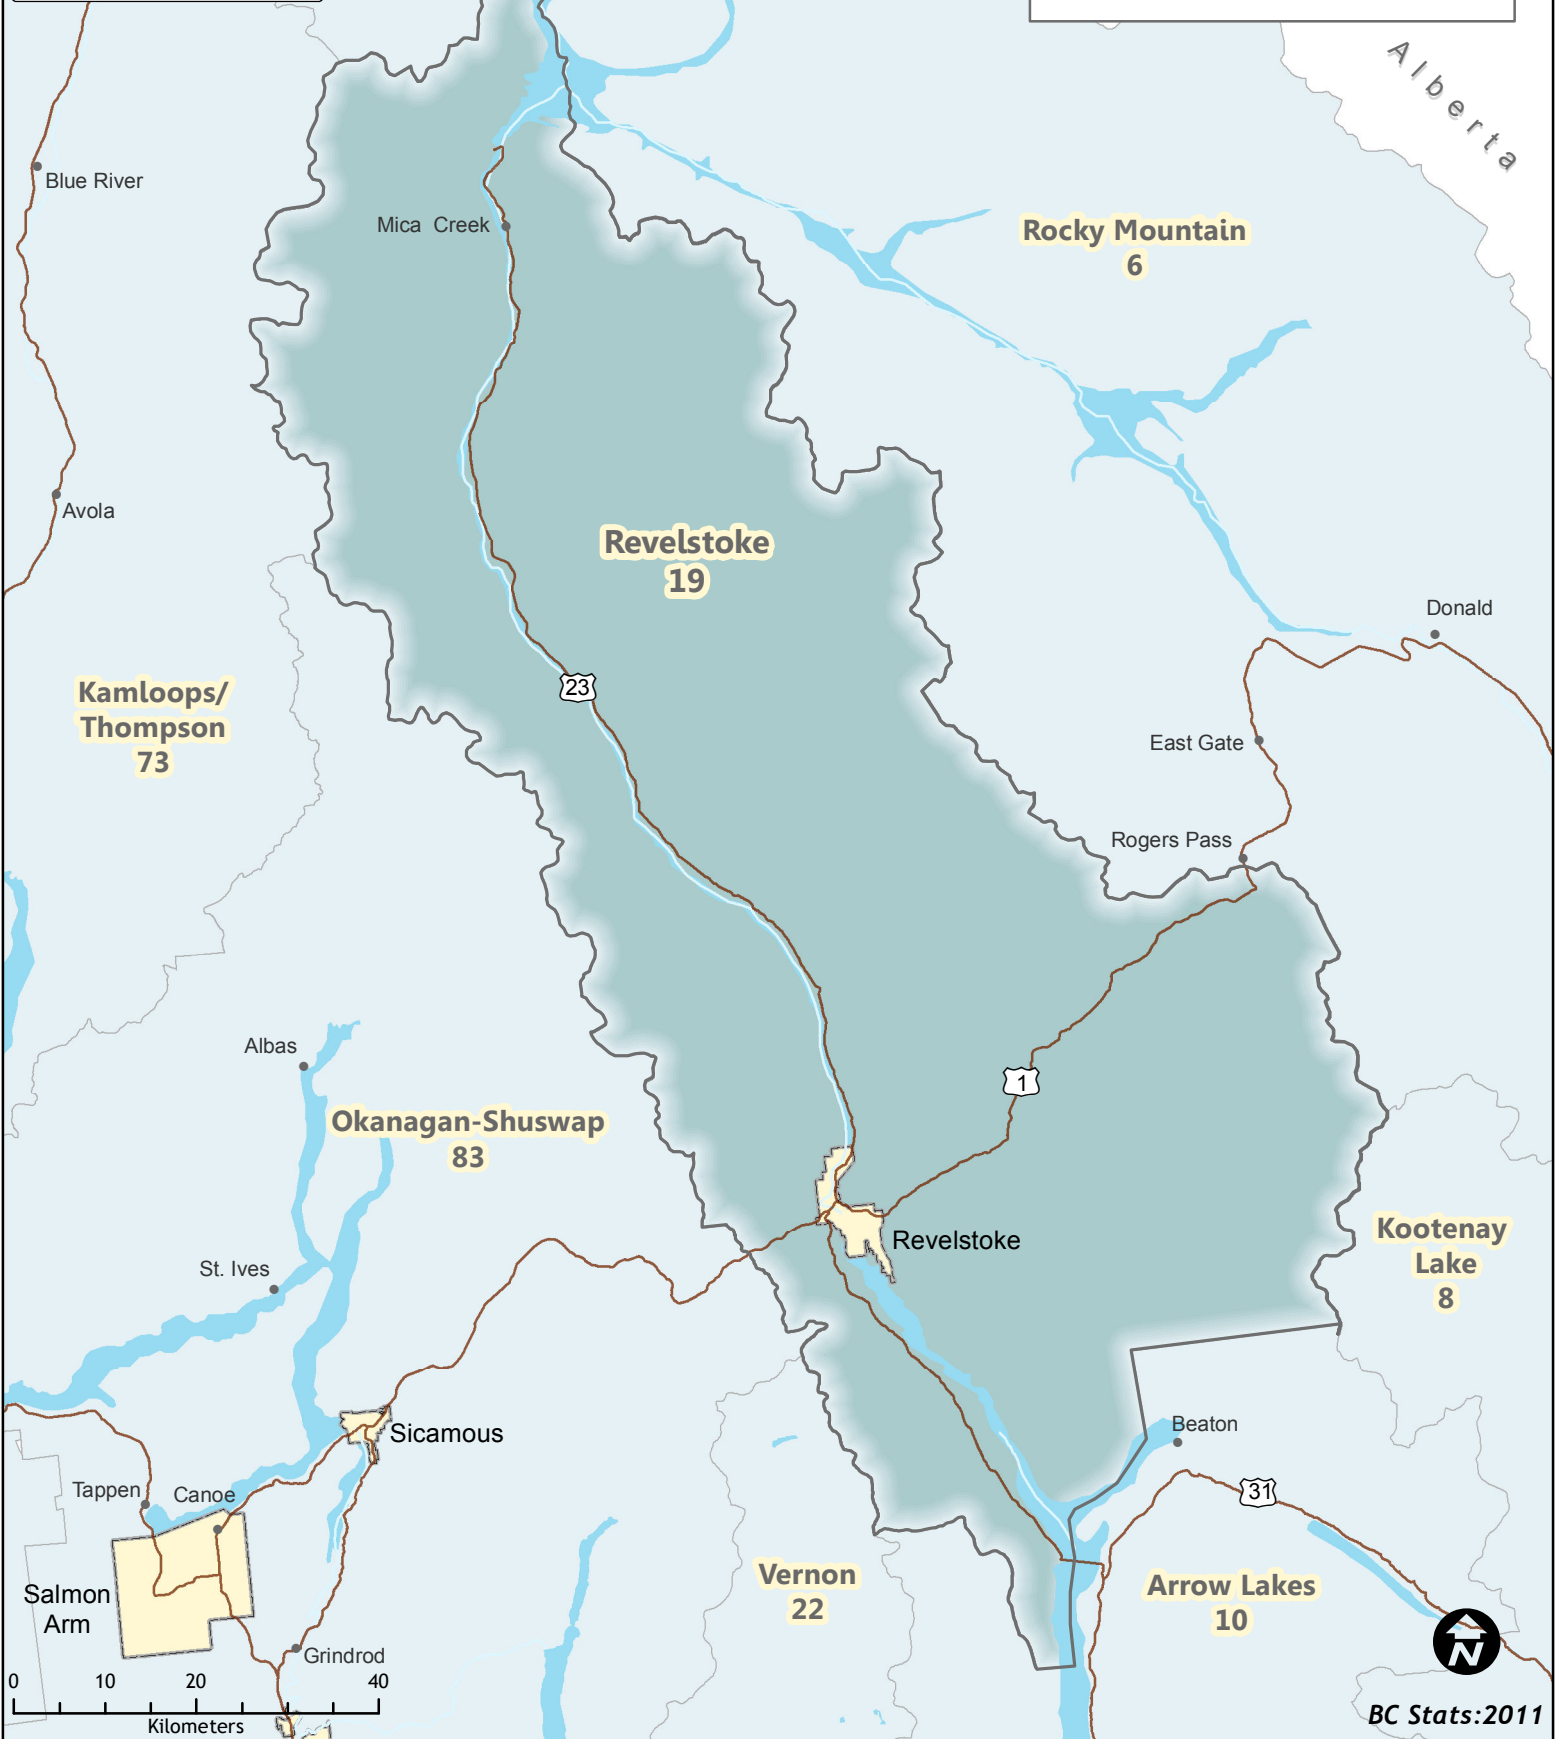 Alberta
Blue River
Mica Creek
Rocky Mountain
6
Avola
Revelstoke
19
Donald
23
Kamloops/
Thompson
73
East Gate
Rogers Pass
Albas
1
Okanagan-Shuswap
83
Revelstoke
Kootenay
Lake
8
St. Ives
Beaton
Sicamous
Tappen
Canoe
31
Vernon
22
Arrow Lakes
10
Salmon
Arm
Grindrod
N
0 10 20 40
Kilometers
BC Stats:2011